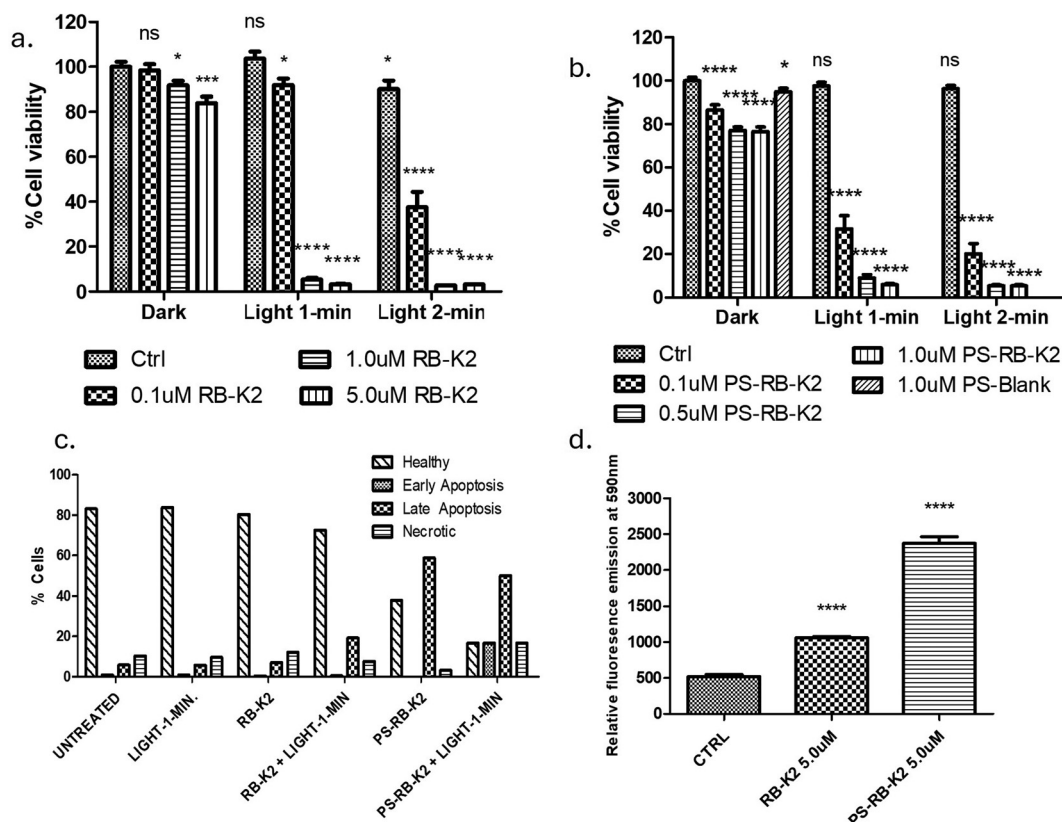 a.
120
100
80
60
40
20
0
%Cell viability
ns
*
***
ns
*
****
****
*
****
****
****
Dark
Light 1-min
Light 2-min
Ctrl
0.1uM RB-K2
1.0uM RB-K2
5.0uM RB-K2
b.
120
100
80
60
40
20
0
%Cell viability
****
****
****
*
ns
****
****
****
ns
****
****
****
Dark
Light 1-min
Light 2-min
Ctrl
0.1uM PS-RB-K2
0.5uM PS-RB-K2
1.0uM PS-RB-K2
1.0uM PS-Blank
c.
100
80
60
40
20
0
% Cells
Healthy
Early Apoptosis
Late Apoptosis
Necrotic
UNTREATED
LIGHT-1-MIN.
RB-K2
RB-K2 + LIGHT-1-MIN
PS-RB-K2
PS-RB-K2 + LIGHT-1-MIN
d.
Relative fluoresence emission at 590nm
3000
2500
2000
1500
1000
500
0
****
****
CTRL
RB-K2 5.0uM
PS-RB-K2 5.0uM